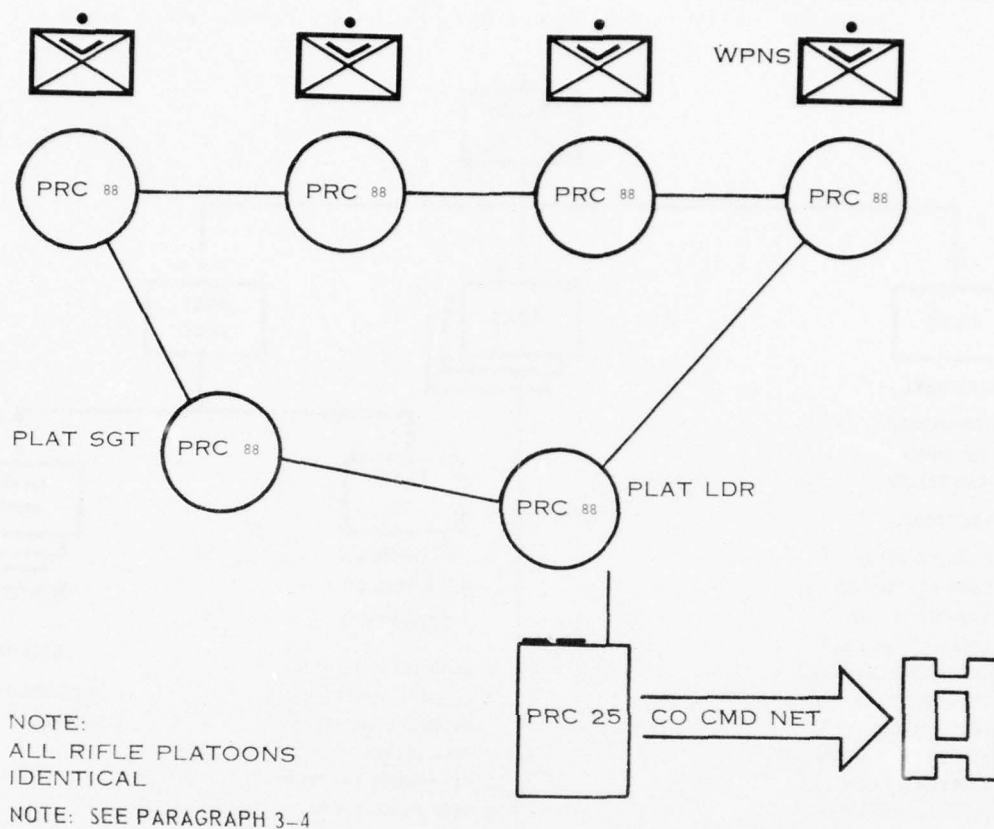 WPNS
PRC 88
PRC 88
PRC 88
PRC 88
PLAT SGT
PRC 88
PRC 88
PLAT LDR
PRC 25
CO CMD NET
NOTE:
ALL RIFLE PLATOONS
IDENTICAL
NOTE: SEE PARAGRAPH 3-4